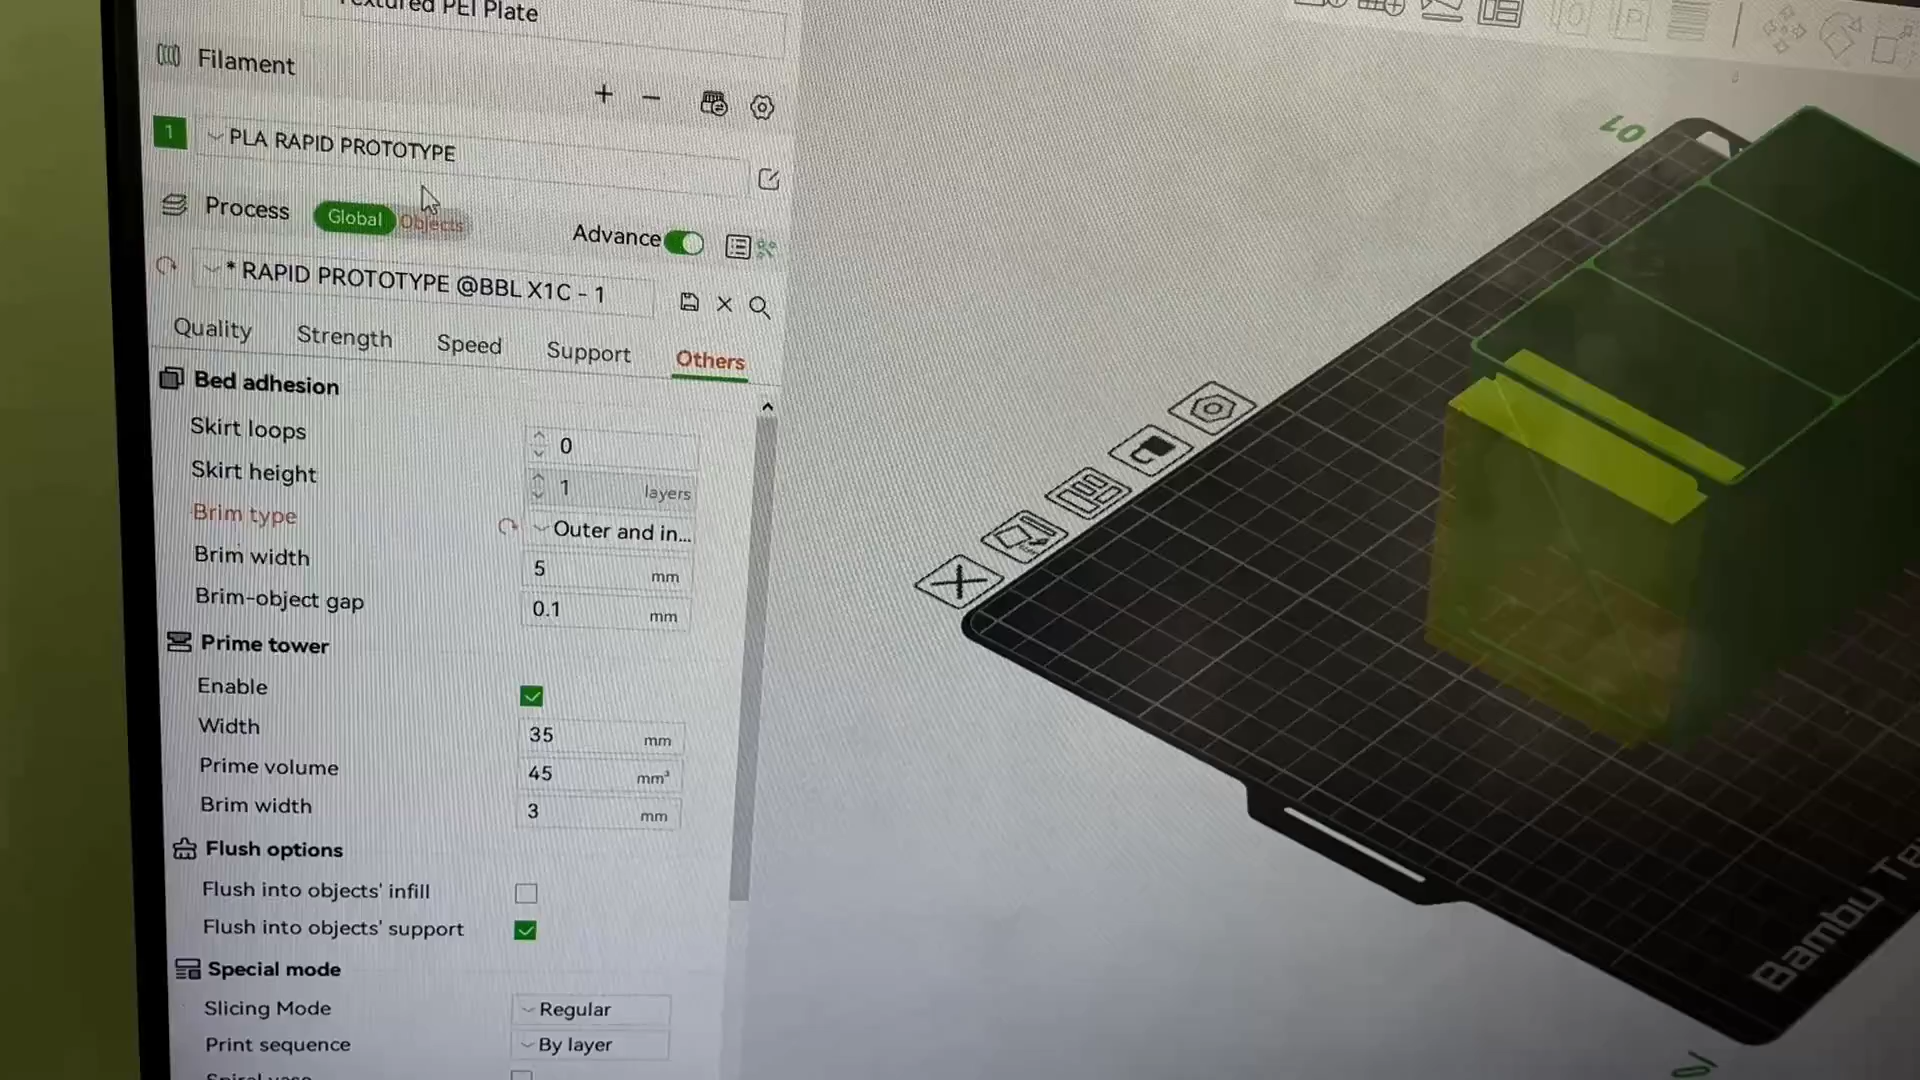 Textured PEI Plate
Filament
1
PLA RAPID PROTOTYPE
Process
Global
Objects
Advance
* RAPID PROTOTYPE @BBL X1C - 1
Quality
Strength
Speed
Support
Others
Bed adhesion
Skirt loops
0
Skirt height
1
layers
Brim type
Outer and in...
Brim width
5
mm
Brim-object gap
0.1
mm
Prime tower
Enable
Width
35
mm
Prime volume
45
mm³
Brim width
3
mm
Flush options
Flush into objects' infill
Flush into objects' support
Special mode
Slicing Mode
Regular
Print sequence
By layer
Spiral vase
01
Bambu